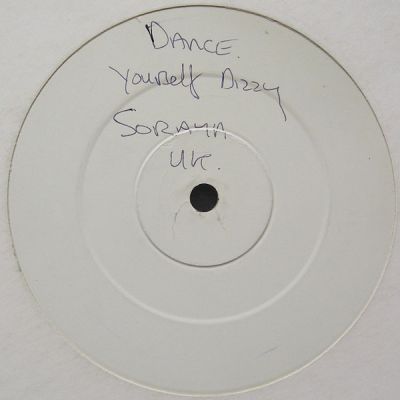 DANCE.
Yourself Dizzy
SORAYA
UK.